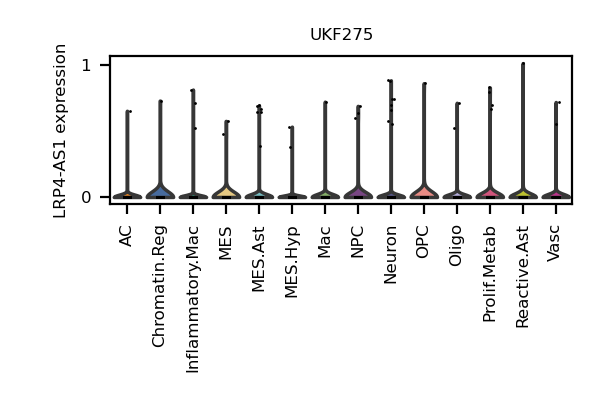 UKF275
LRP4-AS1 expression
1
0
AC
Chromatin.Reg
Inflammatory.Mac
MES
MES.Ast
MES.Hyp
Mac
NPC
Neuron
OPC
Oligo
Prolif.Metab
Reactive.Ast
Vasc